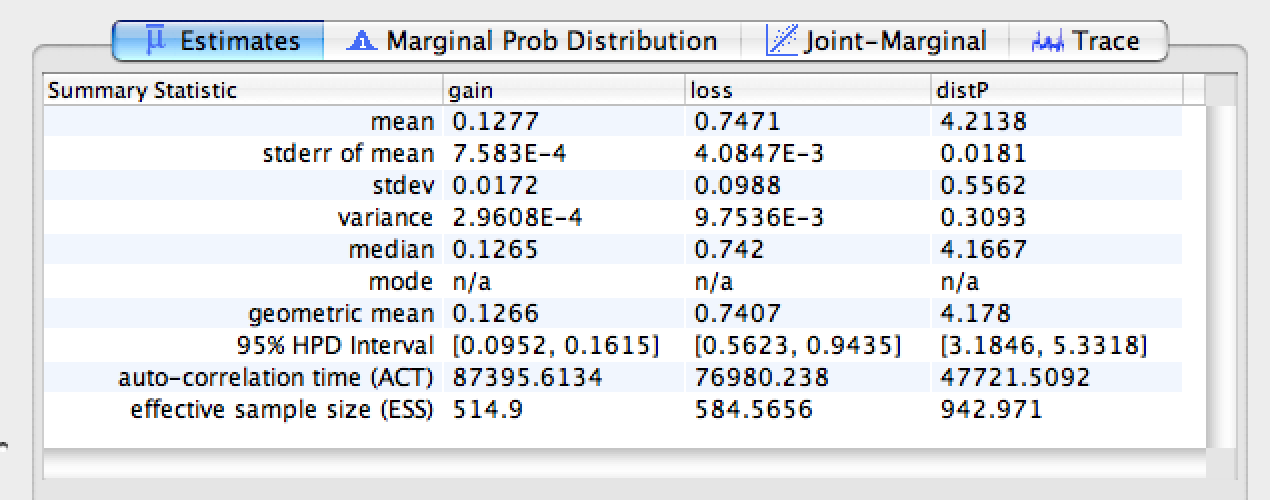 Estimates Marginal Prob Distribution Joint-Marginal Trace
Summary Statistic gain loss distP
mean 0.1277 0.7471 4.2138
stderr of mean 7.583E-4 4.0847E-3 0.0181
stdev 0.0172 0.0988 0.5562
variance 2.9608E-4 9.7536E-3 0.3093
median 0.1265 0.742 4.1667
mode n/a n/a n/a
geometric mean 0.1266 0.7407 4.178
95% HPD Interval [0.0952, 0.1615] [0.5623, 0.9435] [3.1846, 5.3318]
auto-correlation time (ACT) 87395.6134 76980.238 47721.5092
effective sample size (ESS) 514.9 584.5656 942.971